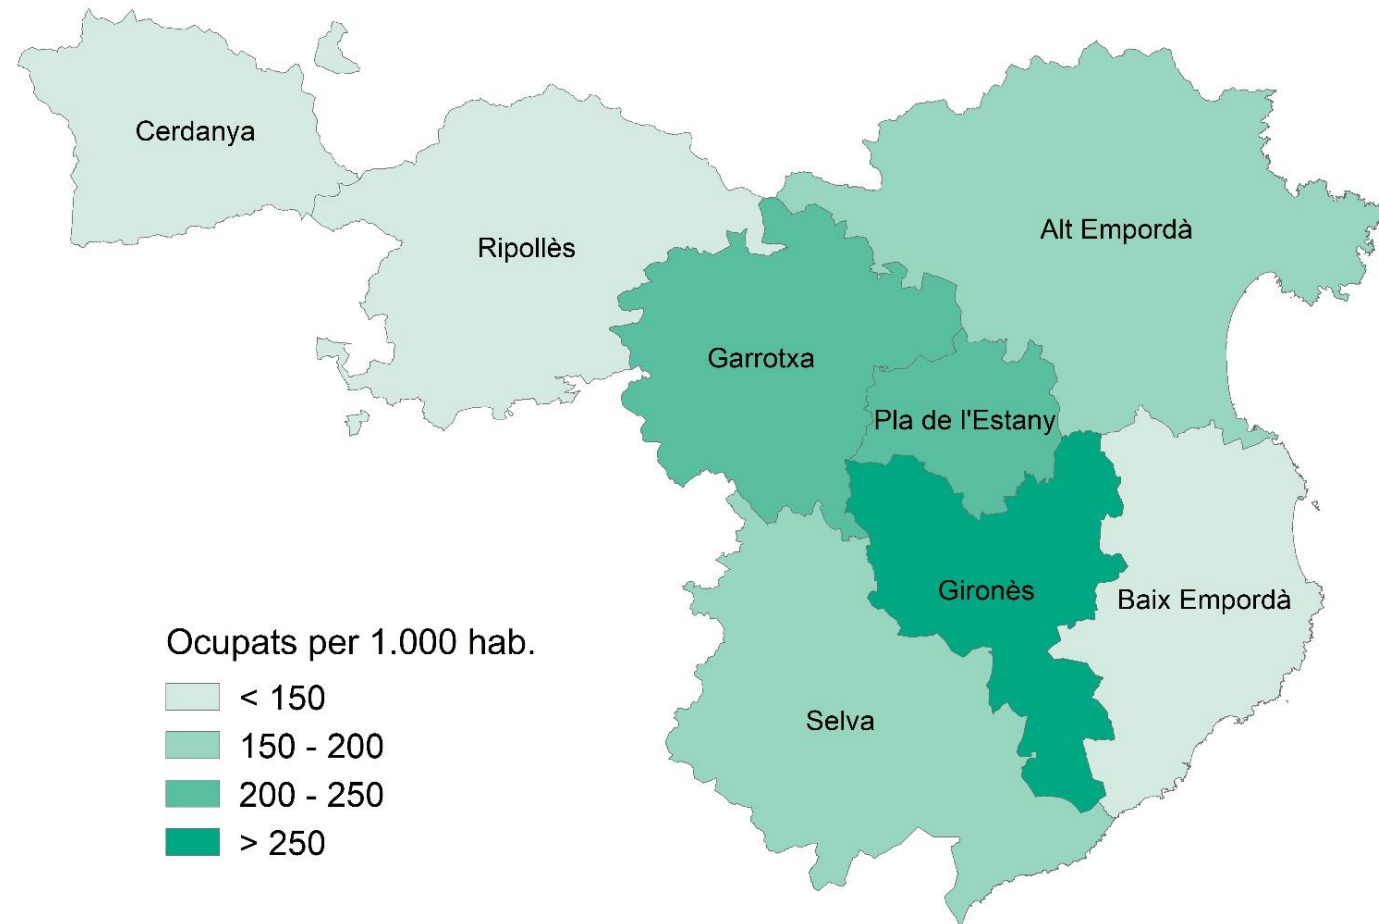 Cerdanya
Ripollès
Alt Empordà
Garrotxa
Pla de l'Estany
Gironès
Baix Empordà
Selva
Ocupats per 1.000 hab.
< 150
150 - 200
200 - 250
> 250